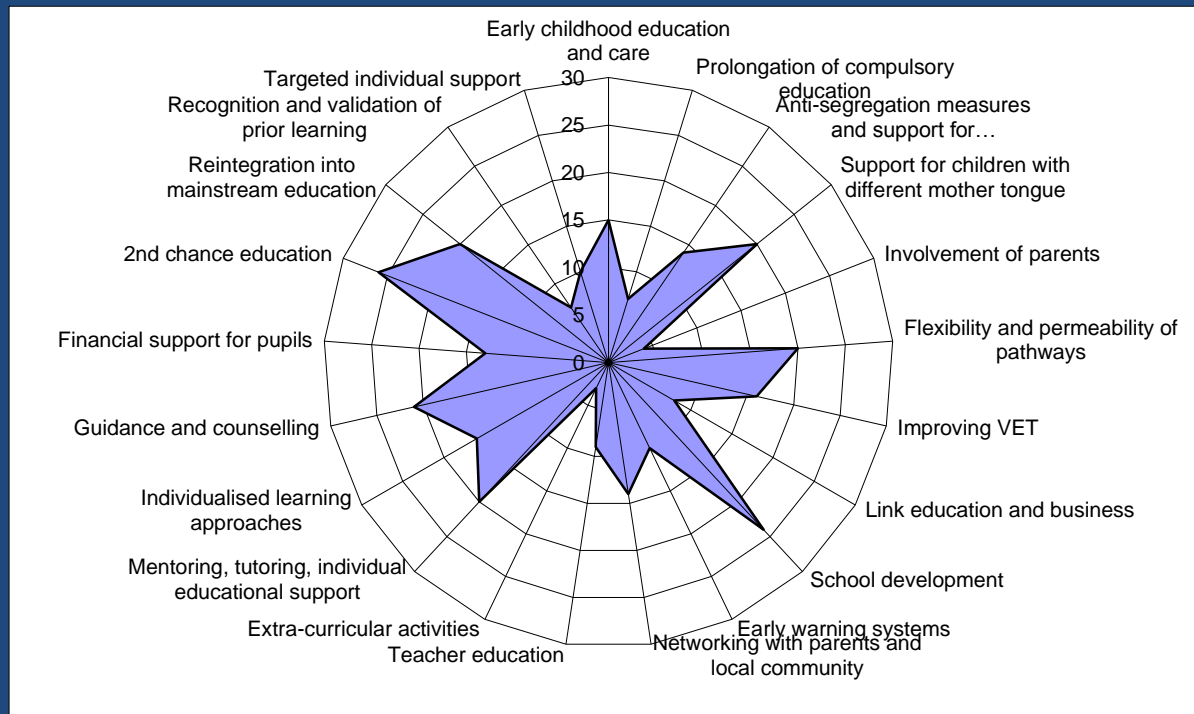 Early childhood education
and care
Prolongation of compulsory
education
Anti-segregation measures
and support for…
Support for children with
different mother tongue
Involvement of parents
Flexibility and permeability of
pathways
Improving VET
Link education and business
School development
Early warning systems
Networking with parents and
local community
Teacher education
Extra-curricular activities
Mentoring, tutoring, individual
educational support
Individualised learning
approaches
Guidance and counselling
Financial support for pupils
2nd chance education
Reintegration into
mainstream education
Recognition and validation of
prior learning
Targeted individual support
30
25
20
15
10
5
0